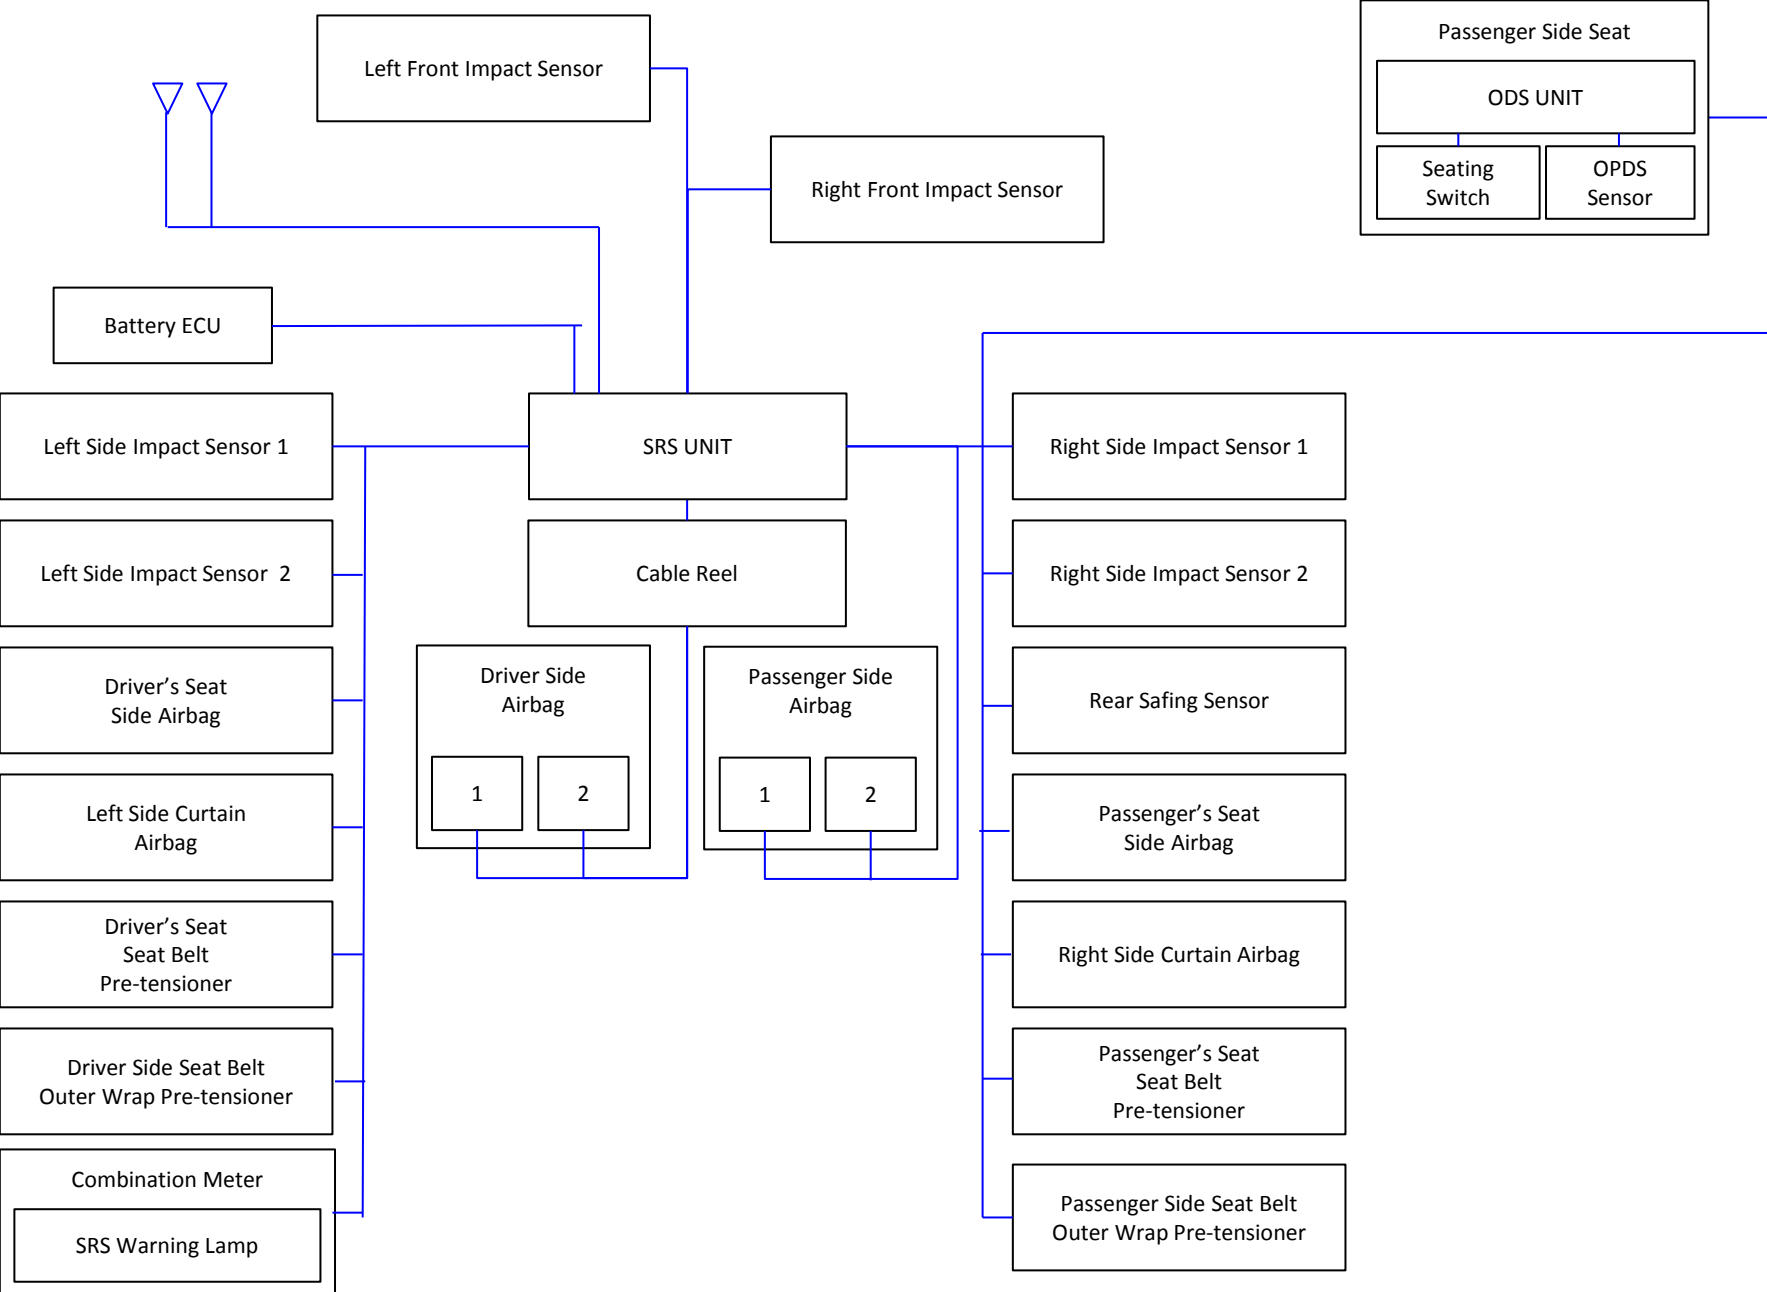 Left Front Impact Sensor
Passenger Side Seat
ODS UNIT
Seating
Switch
OPDS
Sensor
Right Front Impact Sensor
Battery ECU
Left Side Impact Sensor 1
SRS UNIT
Right Side Impact Sensor 1
Left Side Impact Sensor  2
Cable Reel
Right Side Impact Sensor 2
Driver’s Seat
Side Airbag
Driver Side
Airbag
1
2
Passenger Side
Airbag
1
2
Rear Safing Sensor
Left Side Curtain
Airbag
Passenger’s Seat
Side Airbag
Driver’s Seat
Seat Belt
Pre-tensioner
Right Side Curtain Airbag
Driver Side Seat Belt
Outer Wrap Pre-tensioner
Passenger’s Seat
Seat Belt
Pre-tensioner
Combination Meter
SRS Warning Lamp
Passenger Side Seat Belt
Outer Wrap Pre-tensioner